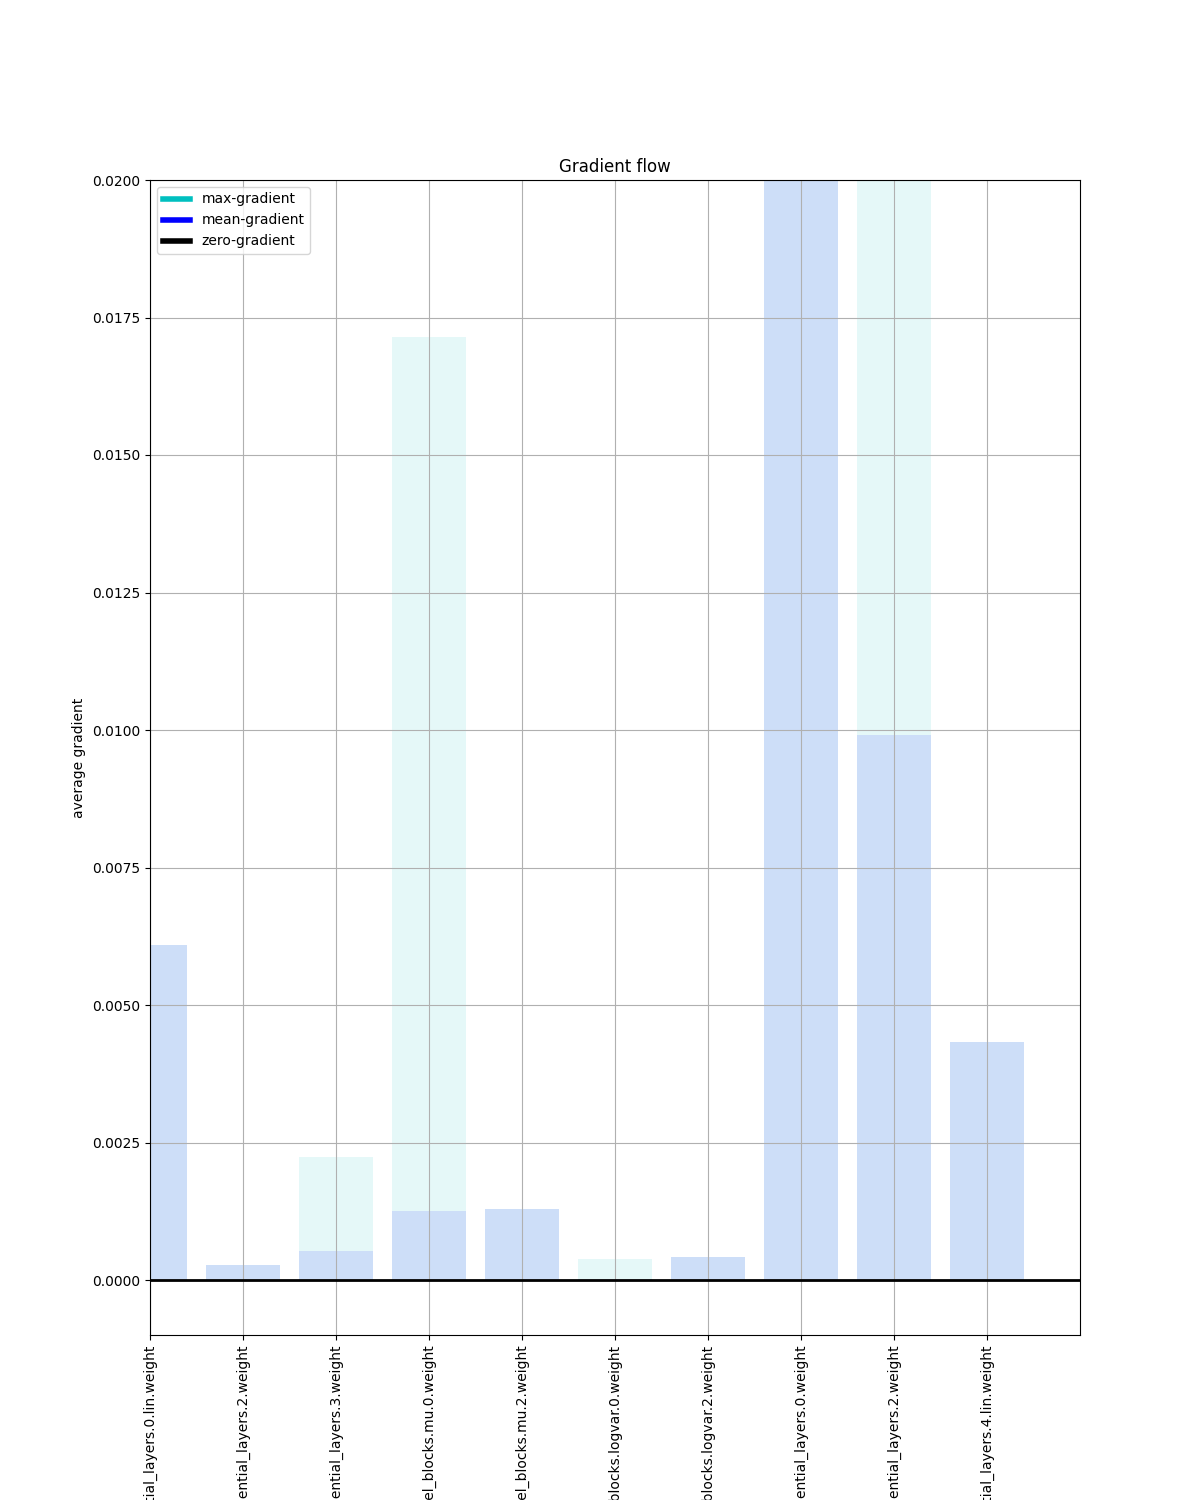 Gradient flow
max-gradient
mean-gradient
zero-gradient
0.0200
0.0175
0.0150
0.0125
0.0100
0.0075
0.0050
0.0025
0.0000
average gradient
tial_layers.0.lin.weight
ential_layers.2.weight
ential_layers.3.weight
el_blocks.mu.0.weight
el_blocks.mu.2.weight
blocks.logvar.0.weight
blocks.logvar.2.weight
ential_layers.0.weight
ential_layers.2.weight
tial_layers.4.lin.weight